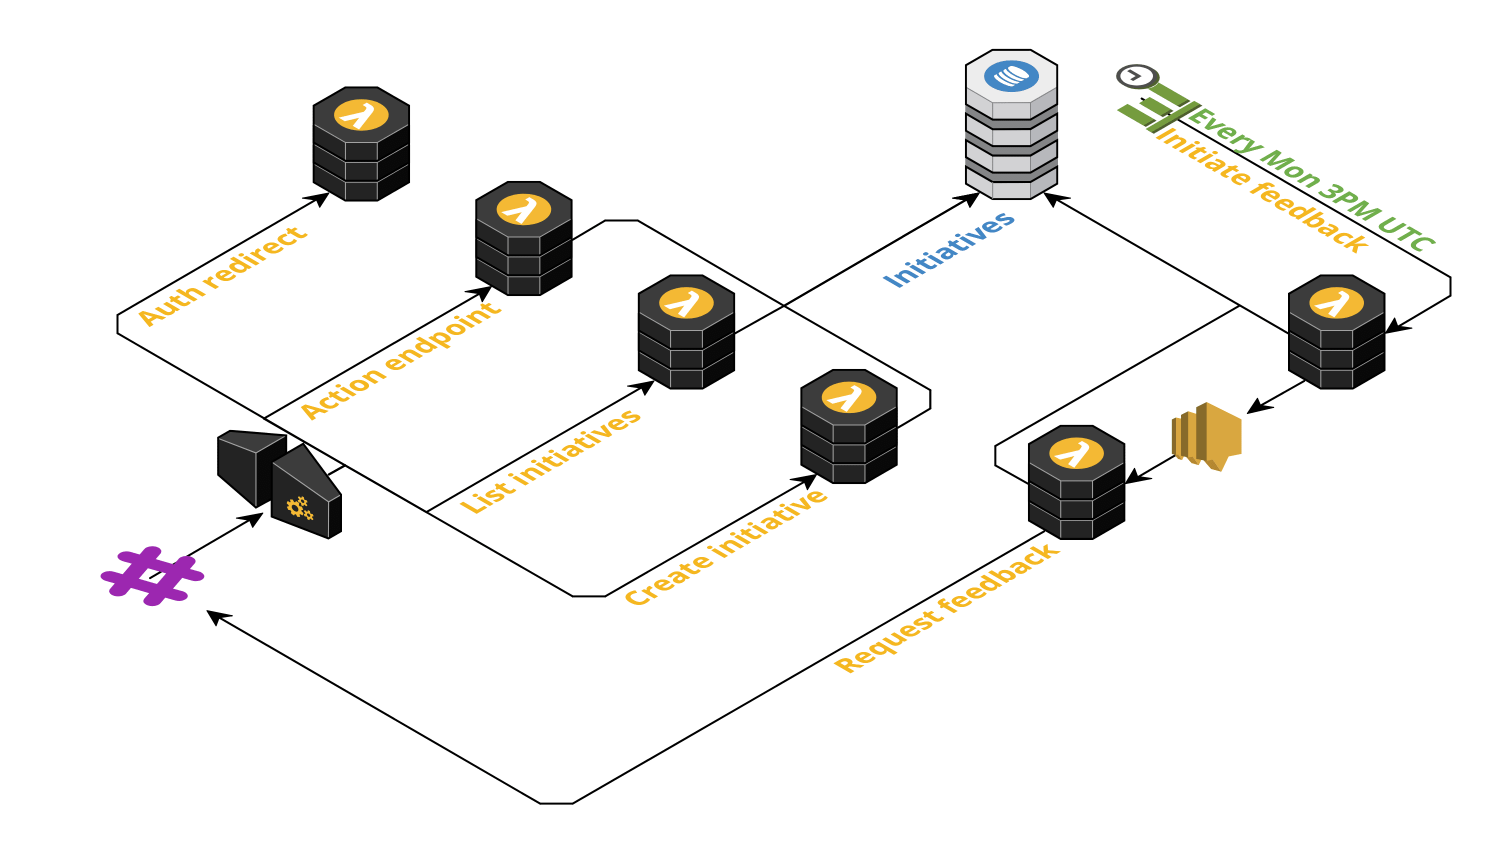 Auth redirect
Action endpoint
List initiatives
Create initiative
Initiatives
Every Mon 3PM UTC
Initiate feedback
Request feedback